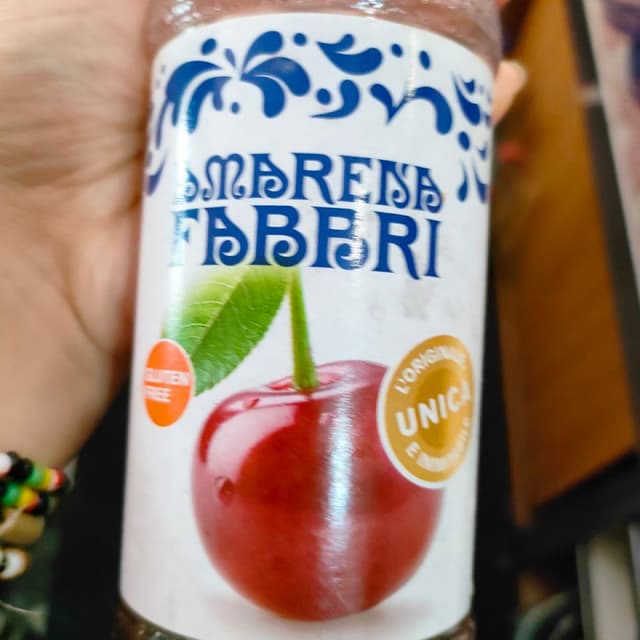 AMARENA
FABBRI
GLUTEN
FREE
L'ORIGINALE
UNICA
E